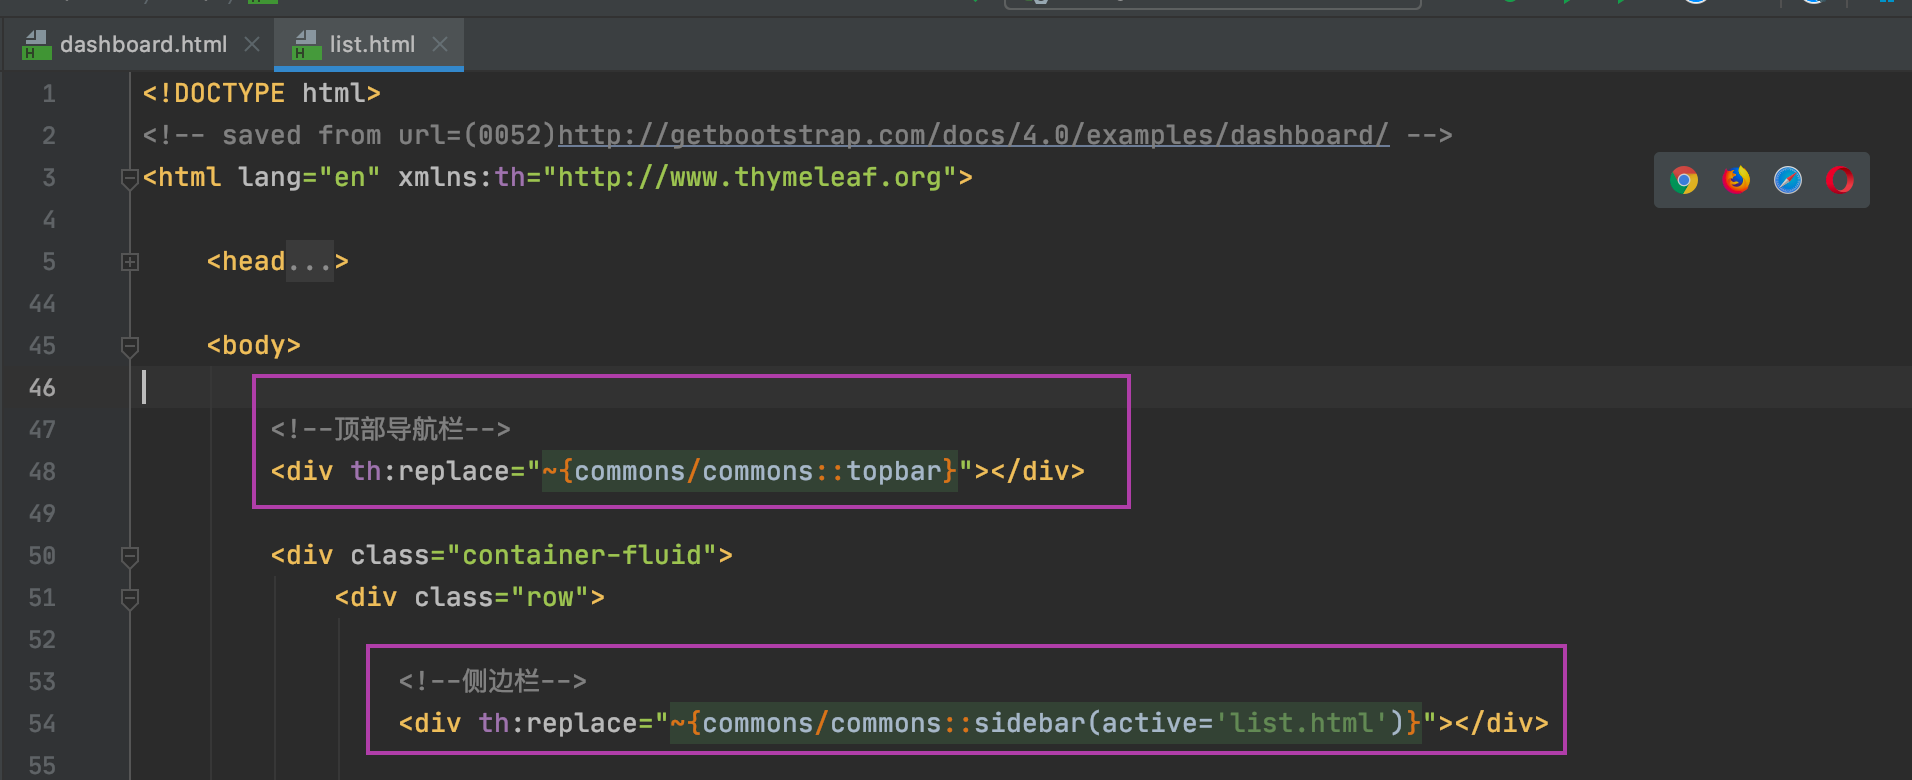 dashboard.html
list.html
1 <!DOCTYPE html>
2 <!-- saved from url=(0052)http://getbootstrap.com/docs/4.0/examples/dashboard/ -->
3 <html lang="en" xmlns:th="http://www.thymeleaf.org">
4
5 <head...>
44
45 <body>
46
47 <!--顶部导航栏-->
48 <div th:replace="~{commons/commons::topbar}"></div>
49
50 <div class="container-fluid">
51 <div class="row">
52
53 <!--侧边栏-->
54 <div th:replace="~{commons/commons::sidebar(active='list.html')}"></div>
55